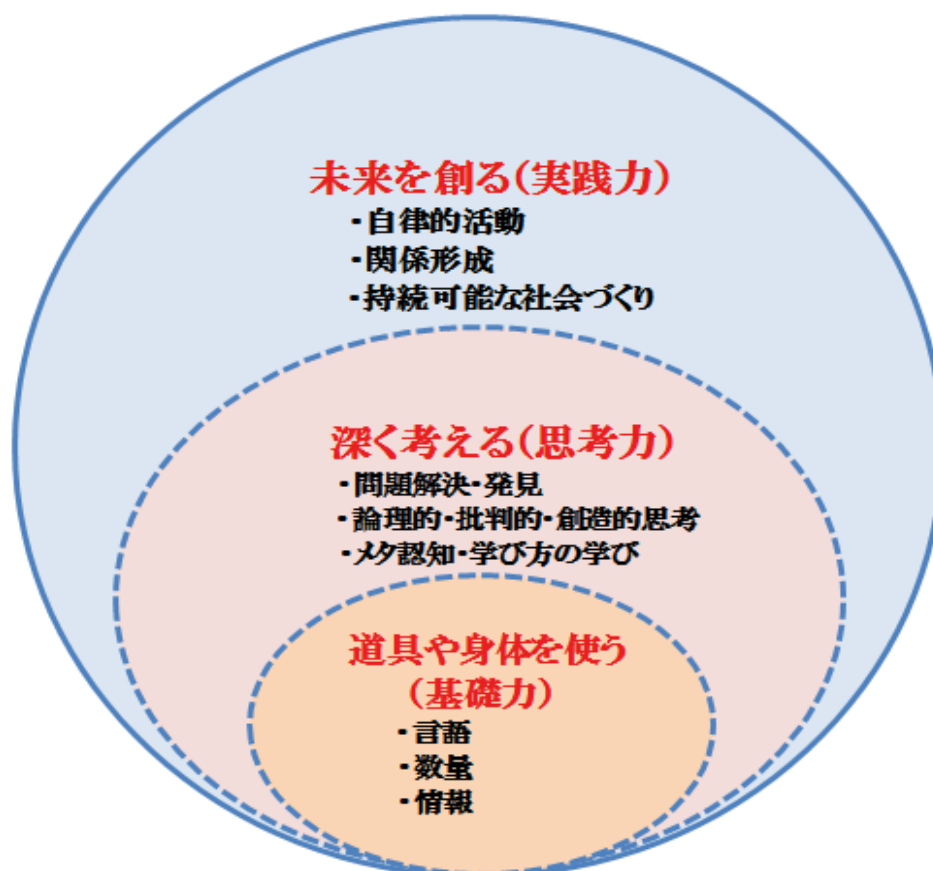 未来を創る(実践力)
・自律的活動
・関係形成
・持続可能な社会づくり
深く考える(思考力)
・問題解決・発見
・論理的・批判的・創造的思考
・メタ認知・学び方の学び
道具や身体を使う
(基礎力)
・言語
・数量
・情報